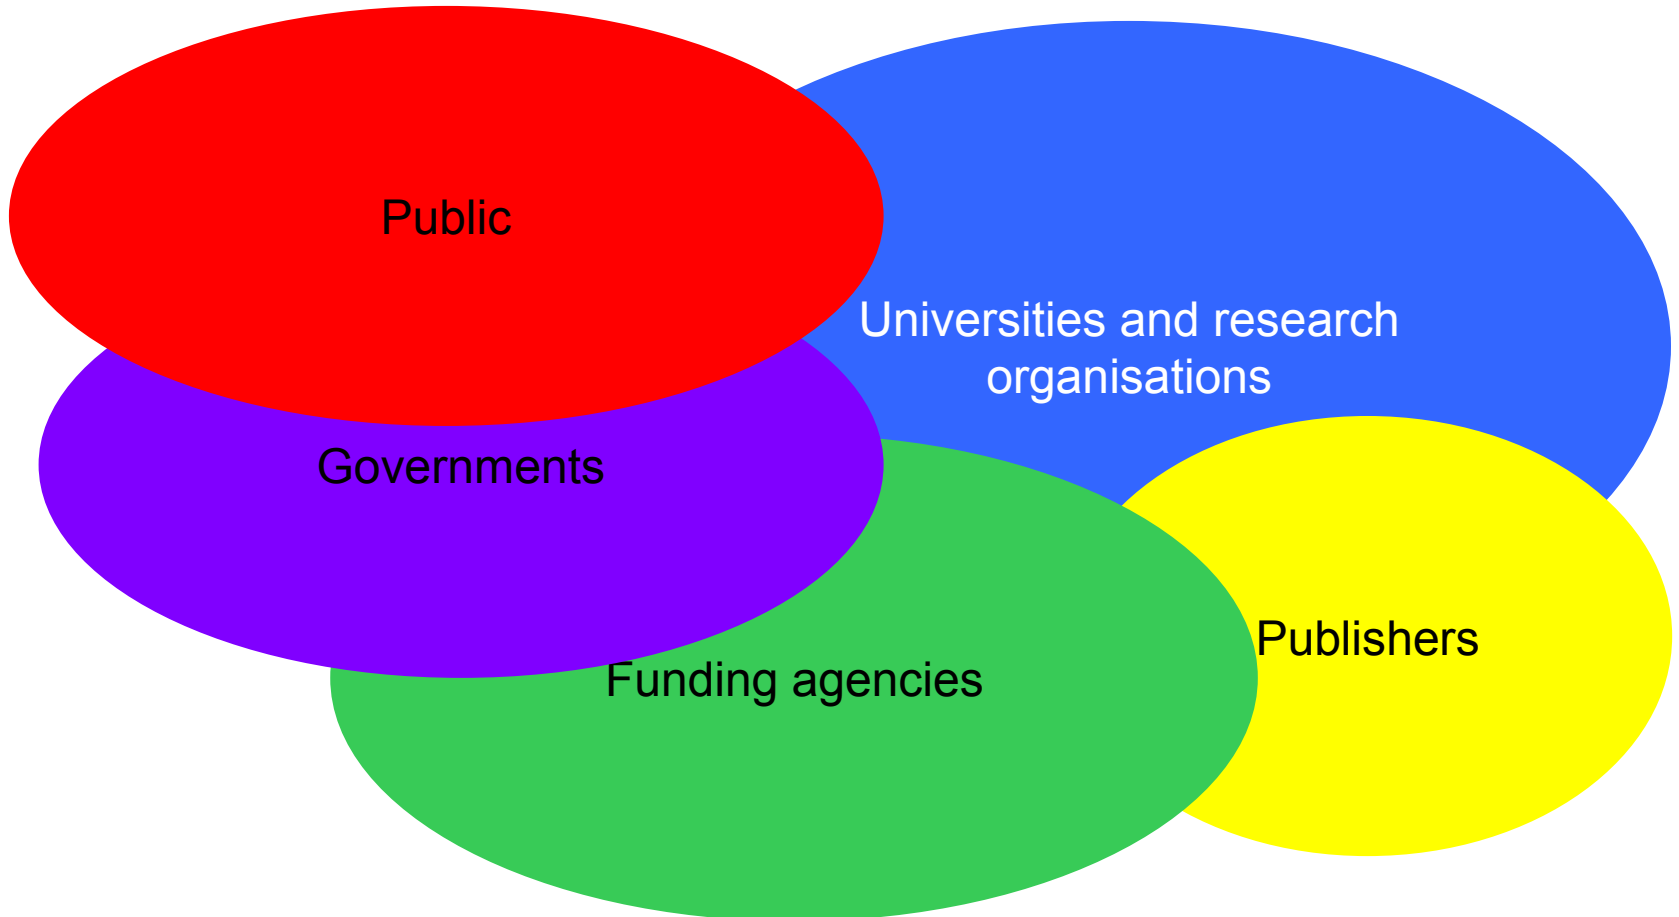 Public
Universities and research
organisations
Governments
Publishers
Funding agencies